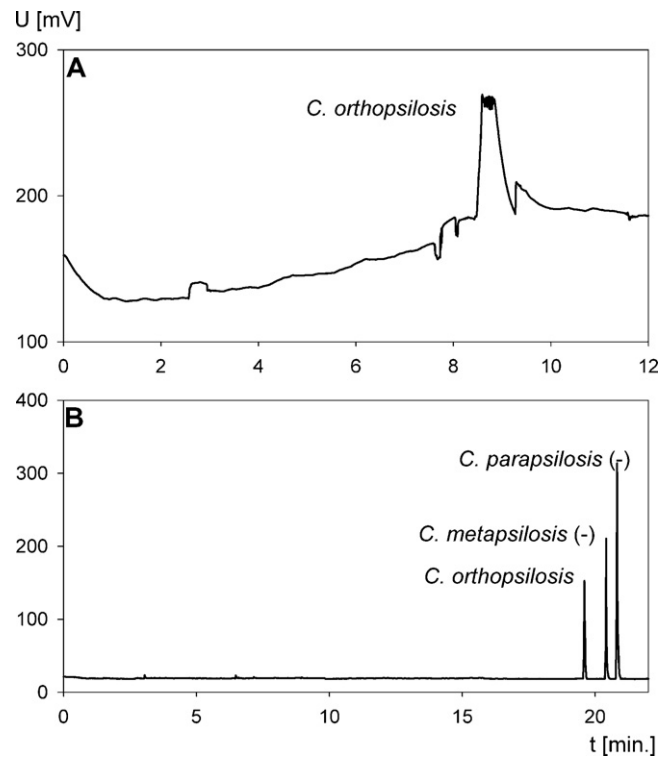 U [mV]
300
A
C. orthopsilosis
200
100
0 2 4 6 8 10 12
400
B
C. parapsilosis (-)
300
C. metapsilosis (-)
200
C. orthopsilosis
100
0
0 5 10 15 20
t [min.]